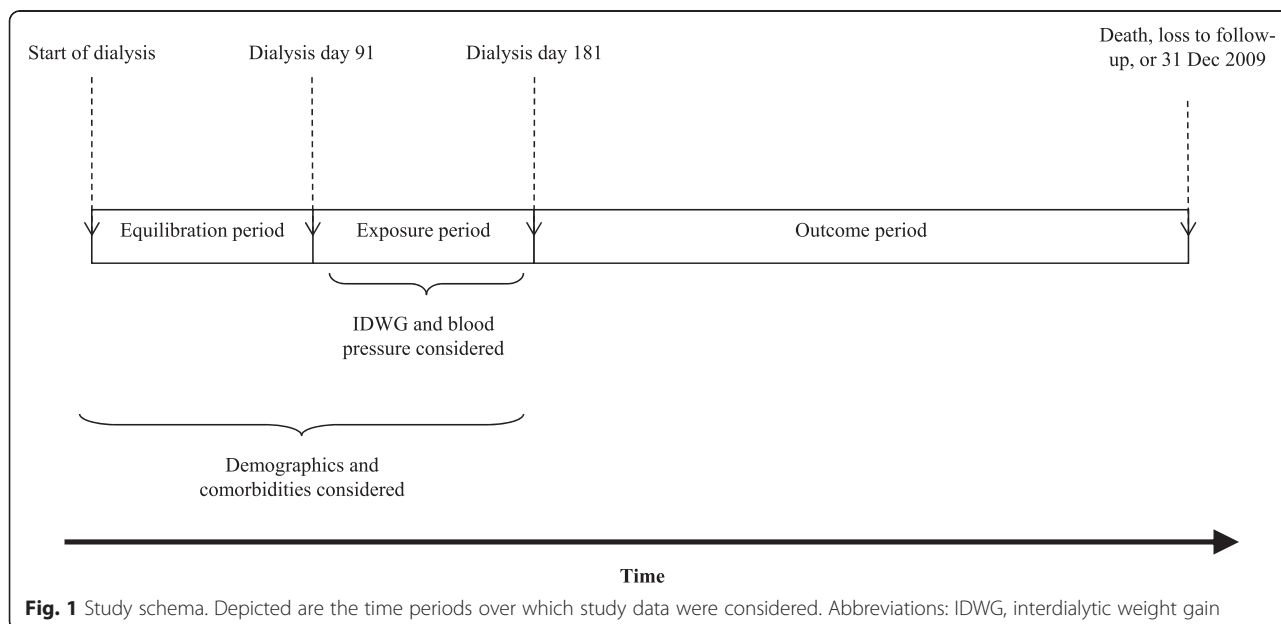 Start of dialysis
Dialysis day 91
Dialysis day 181
Death, loss to follow-
up, or 31 Dec 2009
Equilibration period
Exposure period
Outcome period
IDWG and blood
pressure considered
Demographics and
comorbidities considered
Time
Fig. 1 Study schema. Depicted are the time periods over which study data were considered. Abbreviations: IDWG, interdialytic weight gain